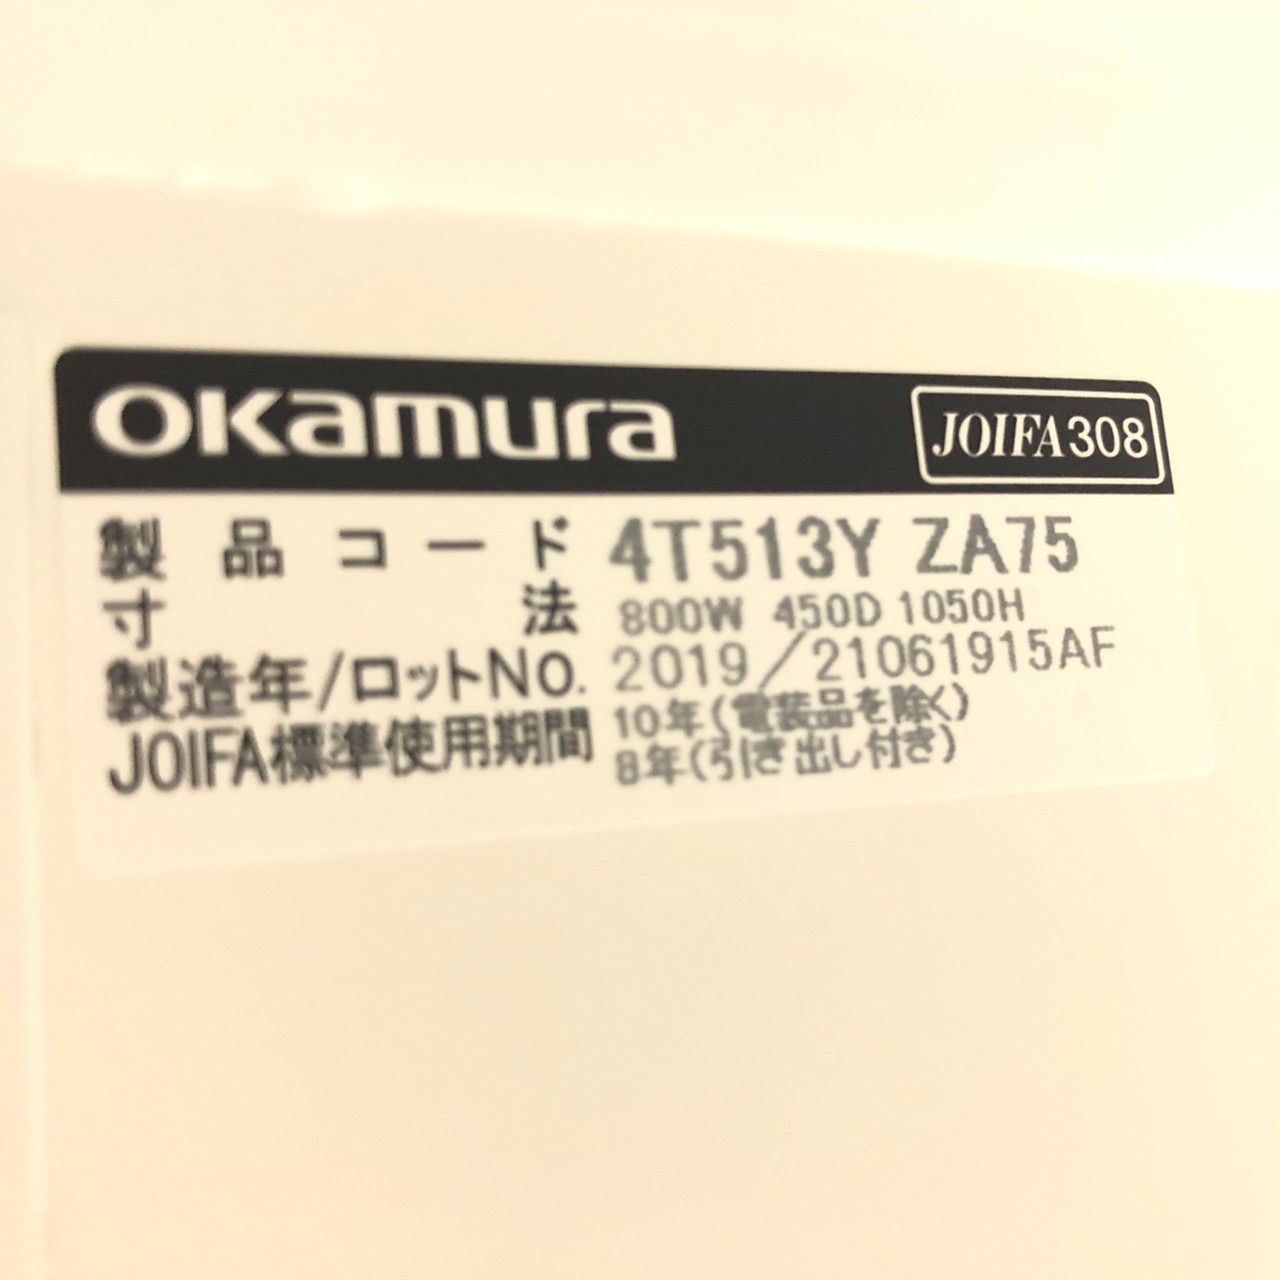 OKamura JOIFA308
製品コード 4T513Y ZA75
寸法 800W 450D 1050H
製造年/ロットNo. 2019/21061915AF
JOIFA標準使用期間 10年(電装品を除く)
8年(引き出し付き)